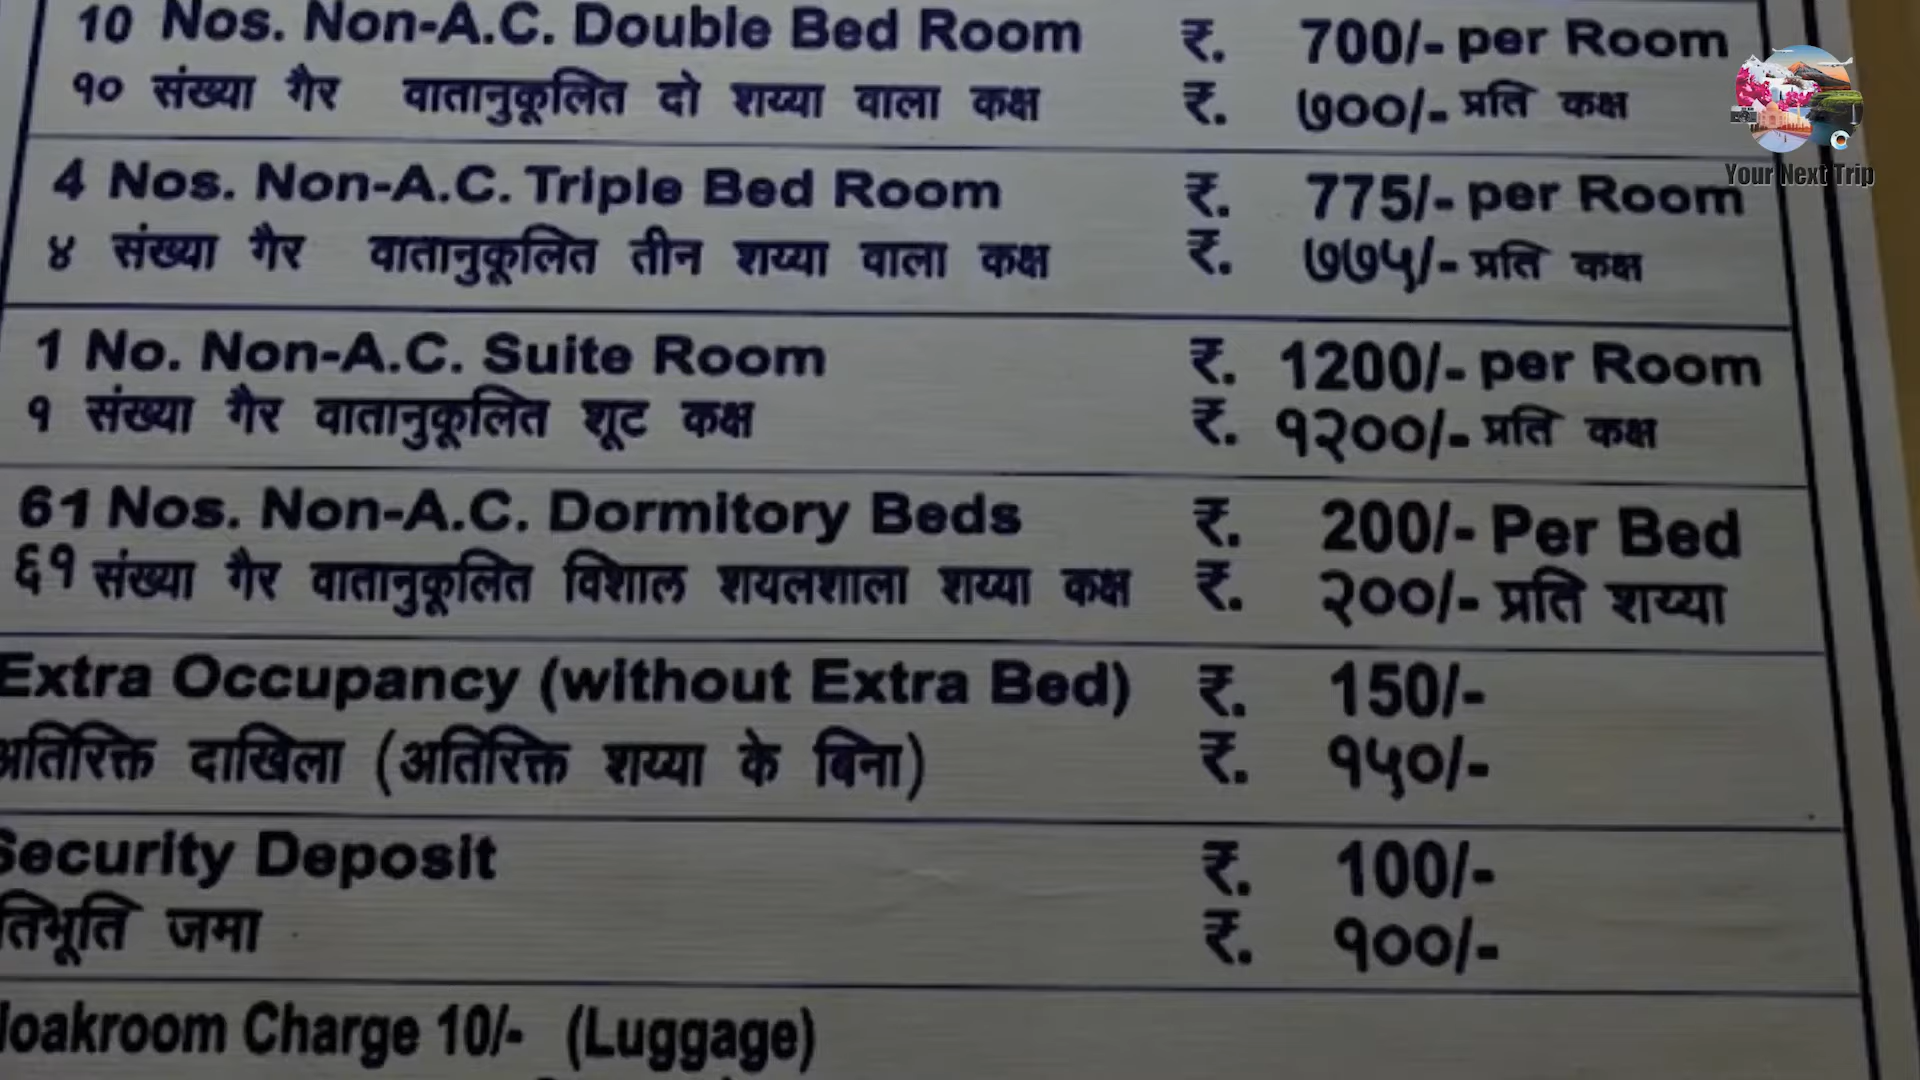 10 Nos. Non-A.C. Double Bed Room ₹. 700/- per Room
१० संख्या गैर वातानुकूलित दो शय्या वाला कक्ष ₹. ७००/- प्रति कक्ष
4 Nos. Non-A.C. Triple Bed Room ₹. 775/- per Room
४ संख्या गैर वातानुकूलित तीन शय्या वाला कक्ष ₹. ७७५/- प्रति कक्ष
1 No. Non-A.C. Suite Room ₹. 1200/- per Room
१ संख्या गैर वातानुकूलित शूट कक्ष ₹. १२००/- प्रति कक्ष
61 Nos. Non-A.C. Dormitory Beds ₹. 200/- Per Bed
६१ संख्या गैर वातानुकूलित विशाल शयलशाला शय्या कक्ष ₹. २००/- प्रति शय्या
Extra Occupancy (without Extra Bed) ₹. 150/-
अतिरिक्त दाखिला (अतिरिक्त शय्या के बिना) ₹. १५०/-
Security Deposit ₹. 100/-
तिभूति जमा ₹. १००/-
loakroom Charge 10/- (Luggage)
Your Next Trip